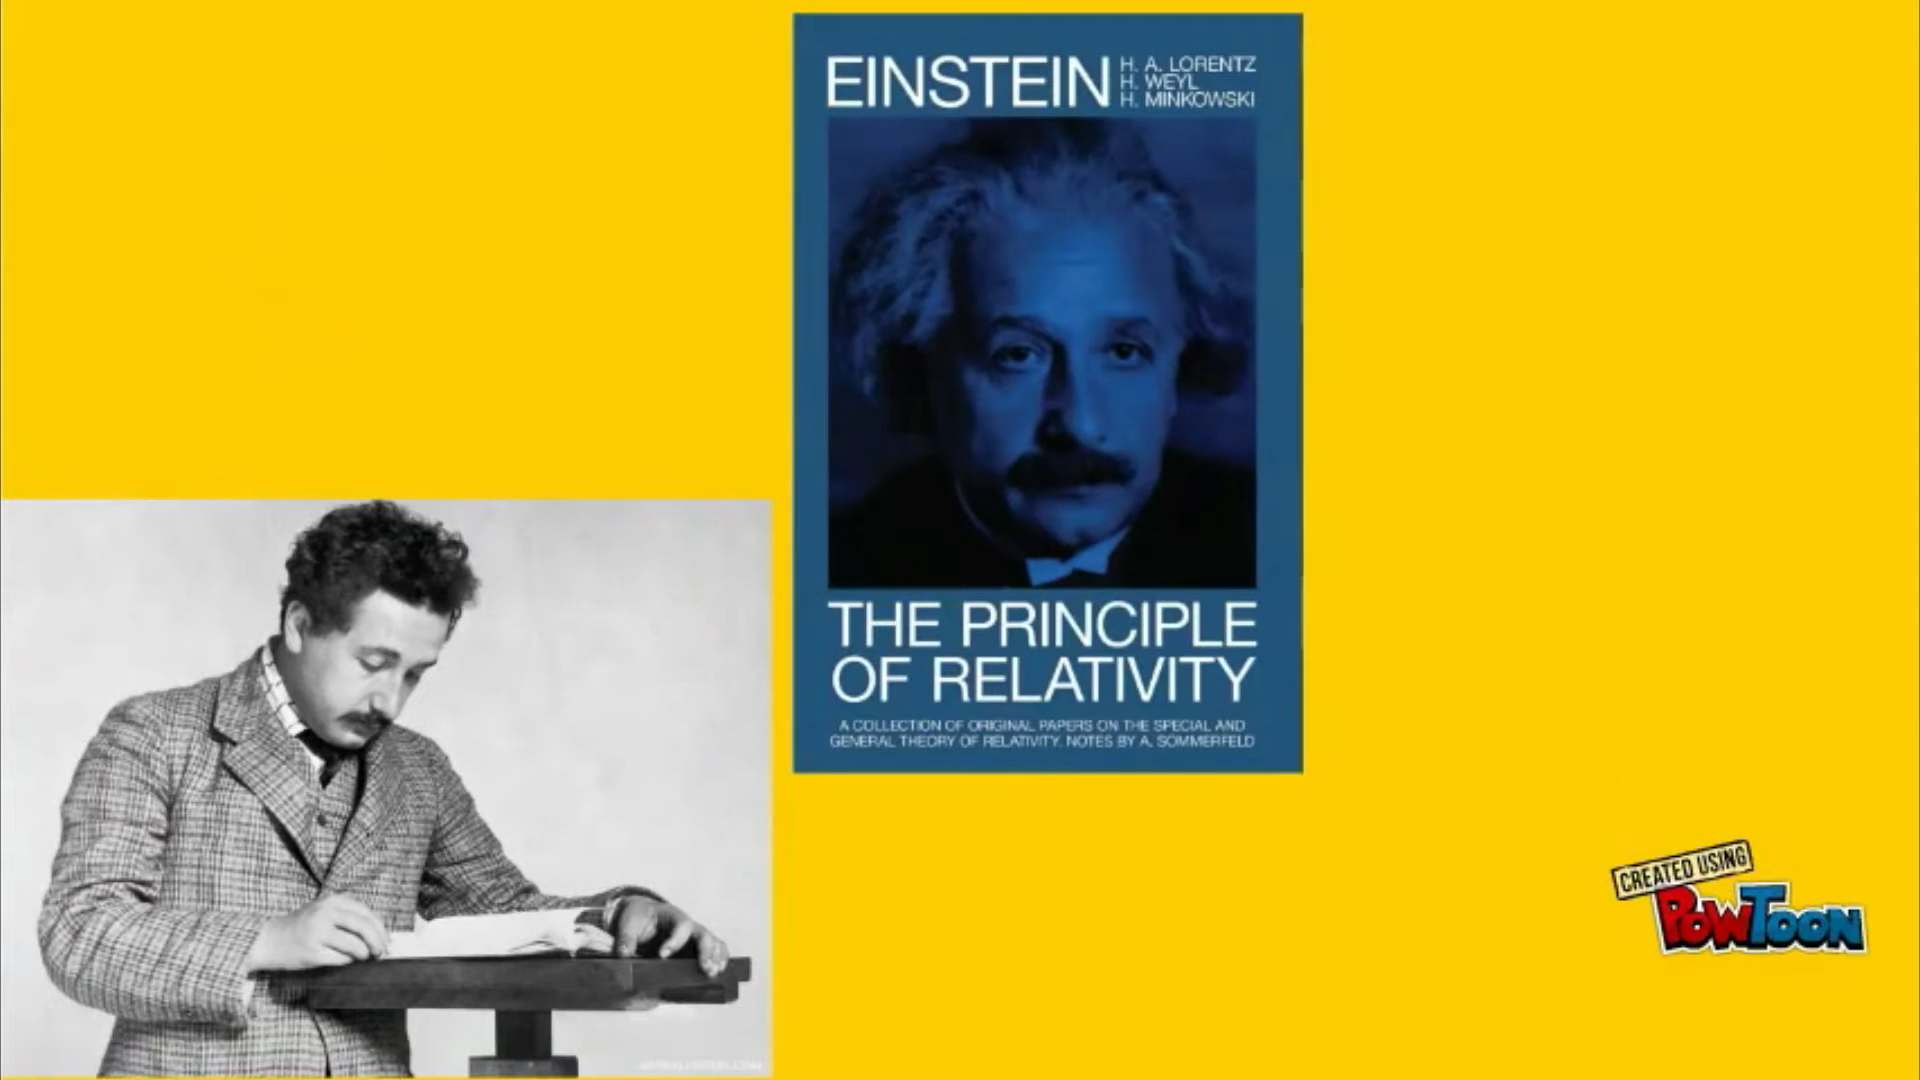 EINSTEIN
H. A. LORENTZ
H. WEYL
H. MINKOWSKI
THE PRINCIPLE
OF RELATIVITY
A COLLECTION OF ORIGINAL PAPERS ON THE SPECIAL AND
GENERAL THEORY OF RELATIVITY. NOTES BY A. SOMMERFELD
CREATED USING
POWTOON